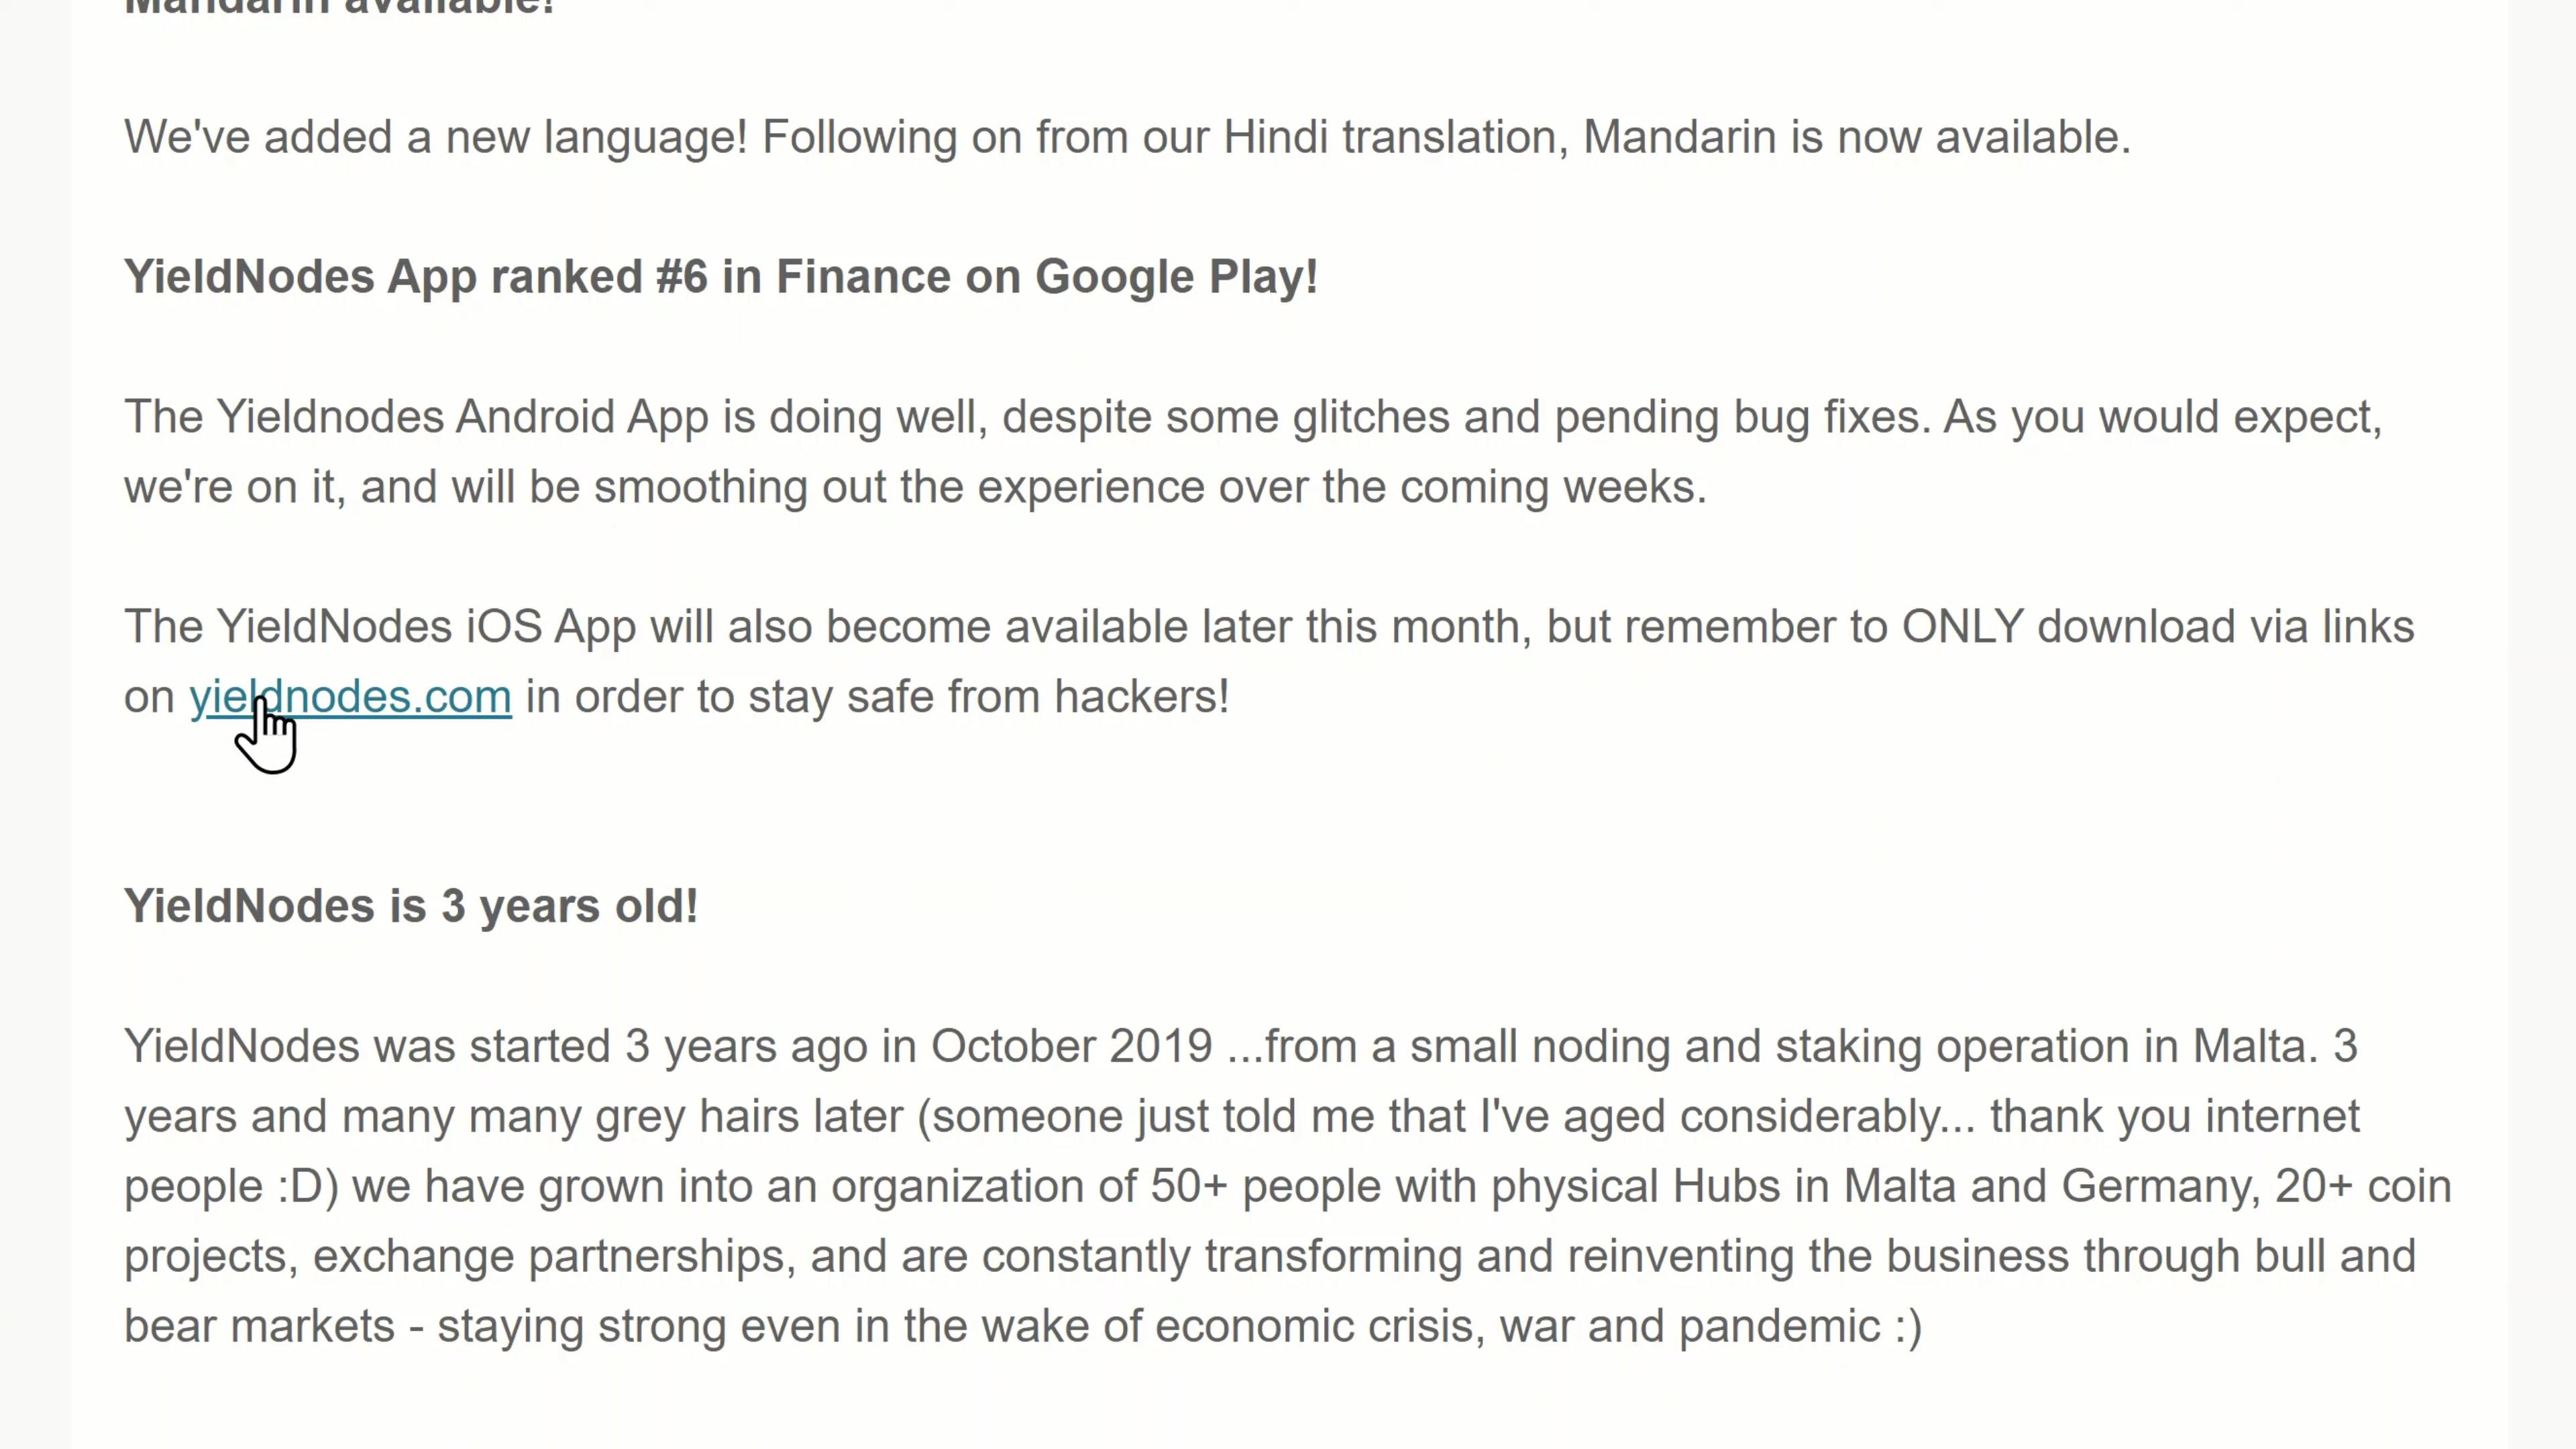 Mandarin available!
We've added a new language! Following on from our Hindi translation, Mandarin is now available.
YieldNodes App ranked #6 in Finance on Google Play!
The Yieldnodes Android App is doing well, despite some glitches and pending bug fixes. As you would expect,
we're on it, and will be smoothing out the experience over the coming weeks.
The YieldNodes iOS App will also become available later this month, but remember to ONLY download via links
on yieldnodes.com in order to stay safe from hackers!
YieldNodes is 3 years old!
YieldNodes was started 3 years ago in October 2019 ...from a small noding and staking operation in Malta. 3
years and many many grey hairs later (someone just told me that I've aged considerably... thank you internet
people :D) we have grown into an organization of 50+ people with physical Hubs in Malta and Germany, 20+ coin
projects, exchange partnerships, and are constantly transforming and reinventing the business through bull and
bear markets - staying strong even in the wake of economic crisis, war and pandemic :)